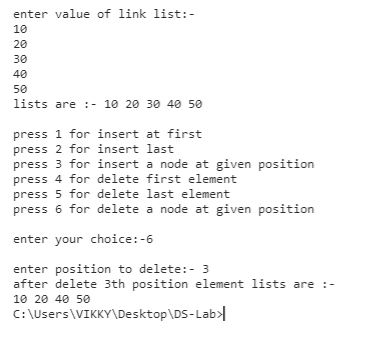 enter value of link list:-
10
20
30
40
50
lists are :- 10 20 30 40 50
press 1 for insert at first
press 2 for insert last
press 3 for insert a node at given position
press 4 for delete first element
press 5 for delete last element
press 6 for delete a node at given position
enter your choice:-6
enter position to delete:- 3
after delete 3th position element lists are :-
10 20 40 50
C:\Users\VIKKY\Desktop\DS-Lab>